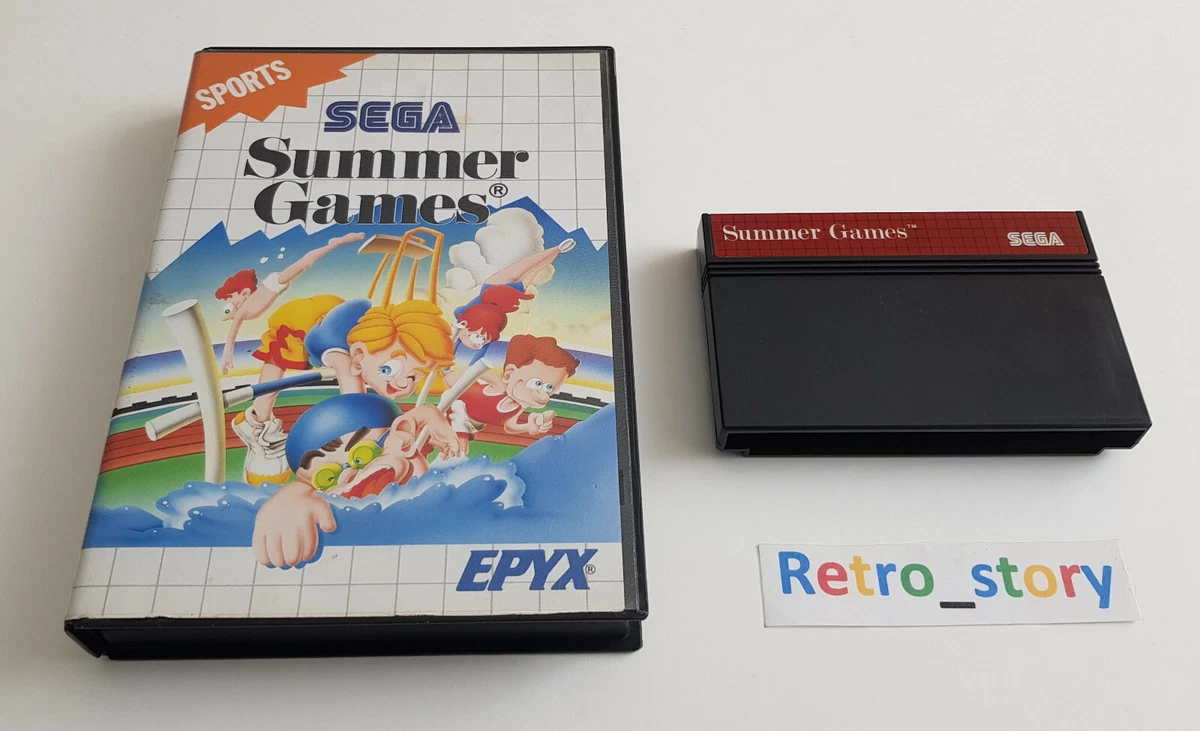 SPORTS
SEGA
Summer
Games®
EPYX®
Summer Games™
SEGA
Retro_story